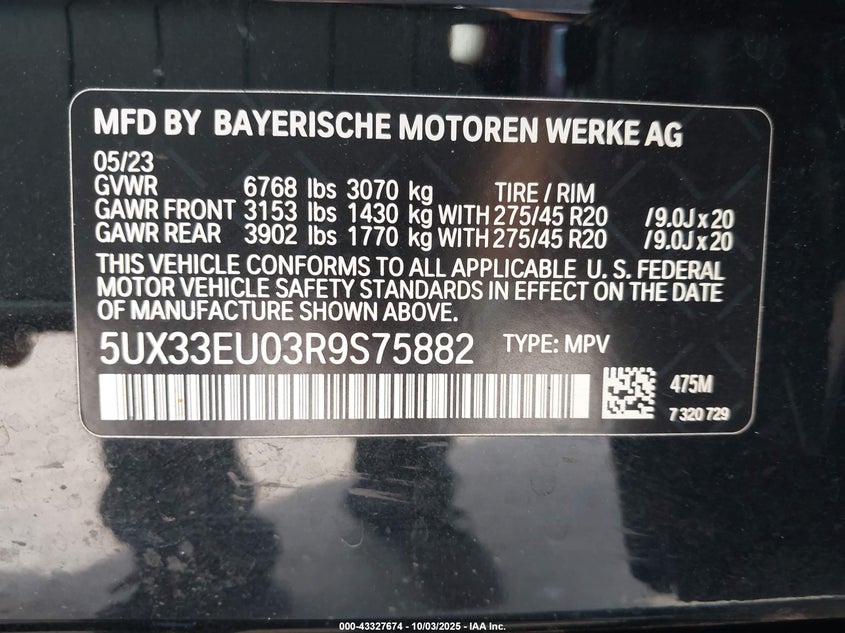 MFD BY BAYERISCHE MOTOREN WERKE AG
05/23
GVWR 6768 lbs 3070 kg TIRE / RIM
GAWR FRONT 3153 lbs 1430 kg WITH 275/45 R20 /9.0J x 20
GAWR REAR 3902 lbs 1770 kg WITH 275/45 R20 /9.0J x 20
THIS VEHICLE CONFORMS TO ALL APPLICABLE U. S. FEDERAL
MOTOR VEHICLE SAFETY STANDARDS IN EFFECT ON THE DATE
OF MANUFACTURE SHOWN ABOVE.
5UX33EU03R9S75882 TYPE: MPV
475M
7 320 729
000-43327674 - 10/03/2025 - IAA Inc.